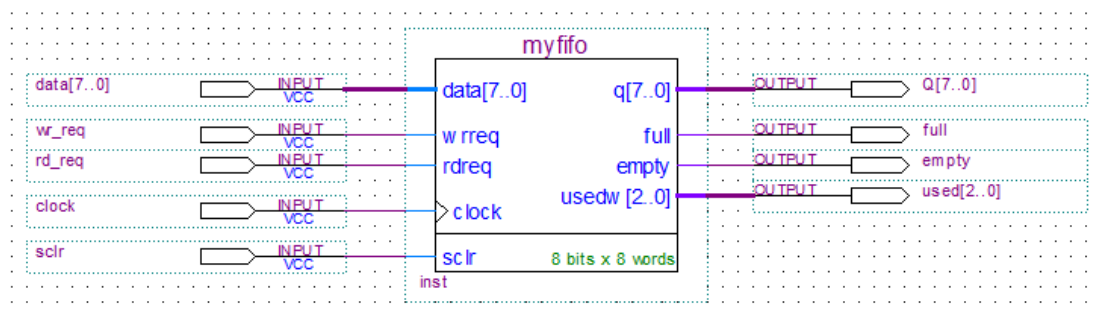 myfifo
data[7..0] INPUT VCC data[7..0] q[7..0] OUTPUT Q[7..0]
wr_req INPUT VCC wrreq full OUTPUT full
rd_req INPUT VCC rdreq empty OUTPUT empty
usedw[2..0] OUTPUT used[2..0]
clock INPUT VCC clock
sclr INPUT VCC sclr 8 bits x 8 words
inst